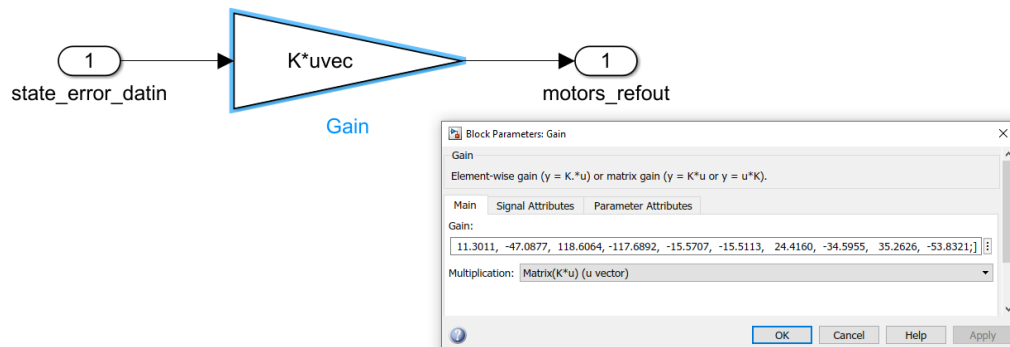 1
K*uvec
1
state_error_datin
motors_refout
Gain
Block Parameters: Gain
Gain
Element-wise gain (y = K.*u) or matrix gain (y = K*u or y = u*K).
Main Signal Attributes Parameter Attributes
Gain:
11.3011, -47.0877, 118.6064, -117.6892, -15.5707, -15.5113, 24.4160, -34.5955, 35.2626, -53.8321;]
Multiplication: Matrix(K*u) (u vector)
OK Cancel Help Apply